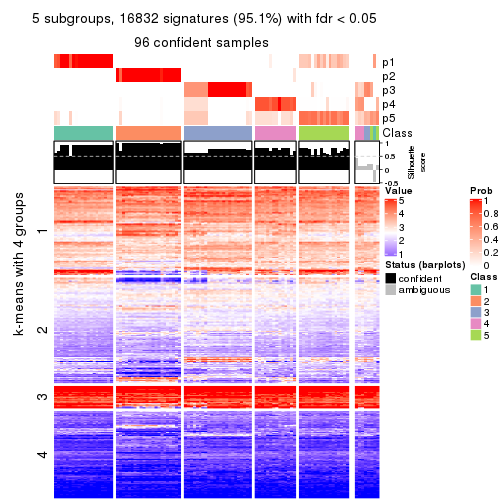 5 subgroups, 16832 signatures (95.1%) with fdr < 0.05
96 confident samples
p1
p2
p3
p4
p5
Class
1
0.5
0
-0.5
Silhouette
score
k-means with 4 groups
1
2
3
4
Value
5
4
3
2
1
Status (barplots)
confident
ambiguous
Prob
1
0.8
0.6
0.4
0.2
0
Class
1
2
3
4
5